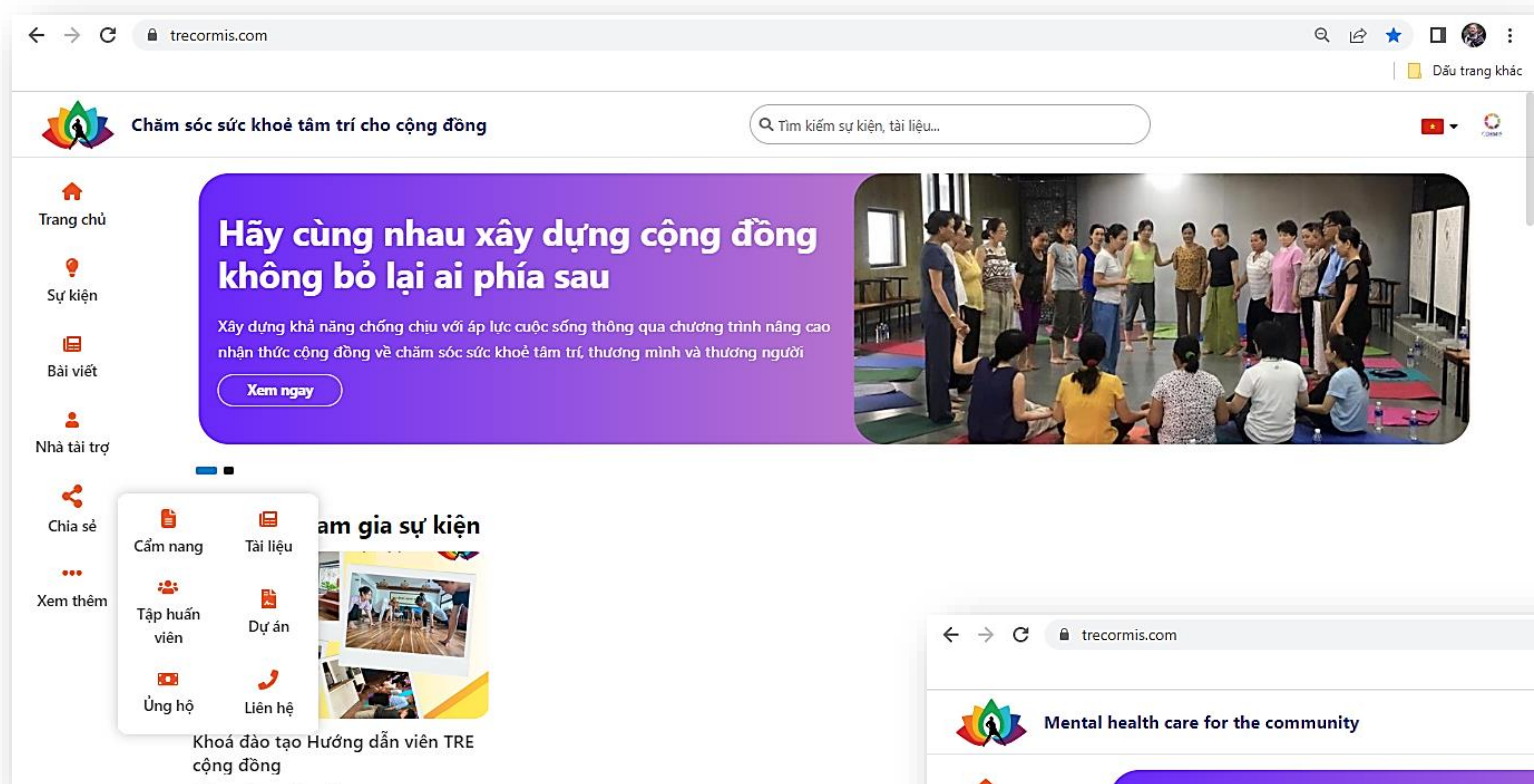 trecormis.com
Dấu trang khác
Chăm sóc sức khoẻ tâm trí cho cộng đồng
Tìm kiếm sự kiện, tài liệu...
CORMIS
Trang chủ
Sự kiện
Bài viết
Nhà tài trợ
Chia sẻ
Xem thêm
Hãy cùng nhau xây dựng cộng đồng
không bỏ lại ai phía sau
Xây dựng khả năng chống chịu với áp lực cuộc sống thông qua chương trình nâng cao
nhận thức cộng đồng về chăm sóc sức khoẻ tâm trí, thương mình và thương người
Xem ngay
Cẩm nang
Tài liệu
Tập huấn
viên
Dự án
Ủng hộ
Liên hệ
am gia sự kiện
Khoá đào tạo Hướng dẫn viên TRE
cộng đồng
trecormis.com
Mental health care for the community